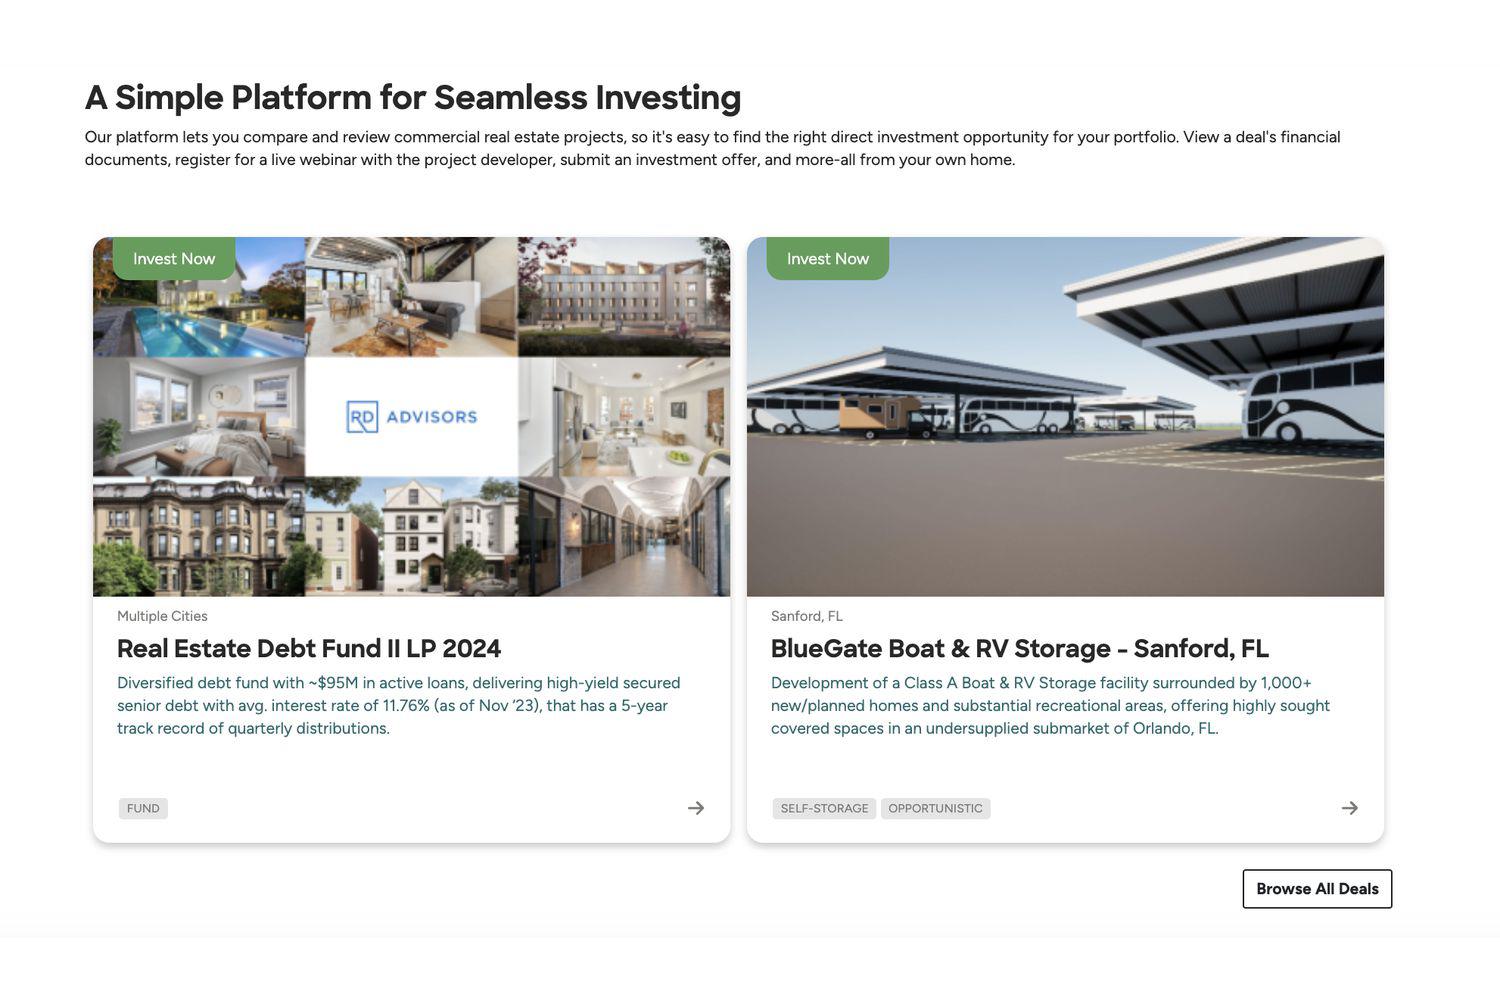 A Simple Platform for Seamless Investing
Our platform lets you compare and review commercial real estate projects, so it's easy to find the right direct investment opportunity for your portfolio. View a deal's financial
documents, register for a live webinar with the project developer, submit an investment offer, and more-all from your own home.
Invest Now
RD ADVISORS
Multiple Cities
Real Estate Debt Fund II LP 2024
Diversified debt fund with ~$95M in active loans, delivering high-yield secured
senior debt with avg. interest rate of 11.76% (as of Nov '23), that has a 5-year
track record of quarterly distributions.
FUND
Invest Now
Sanford, FL
BlueGate Boat & RV Storage - Sanford, FL
Development of a Class A Boat & RV Storage facility surrounded by 1,000+
new/planned homes and substantial recreational areas, offering highly sought
covered spaces in an undersupplied submarket of Orlando, FL.
SELF-STORAGE OPPORTUNISTIC
Browse All Deals